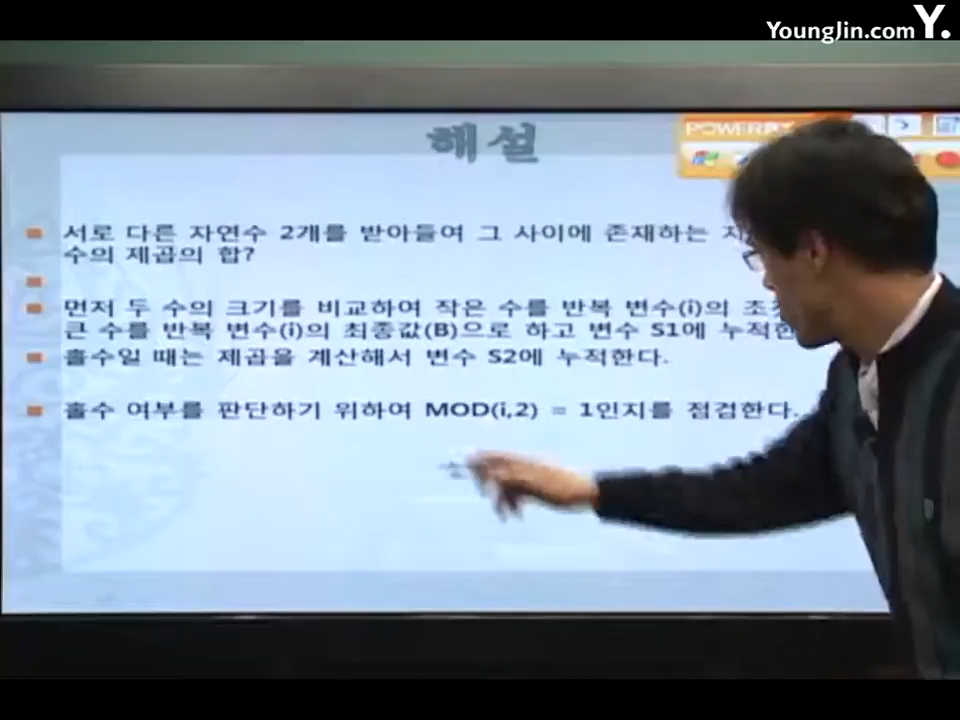 YoungJin.com Y.
해설
POWER
서로 다른 자연수 2개를 받아들여 그 사이에 존재하는
수의 제곱의 합?
먼저 두 수의 크기를 비교하여 작은 수를 반복 변수(i)의
큰 수를 반복 변수(i)의 최종값(B)으로 하고 변수 S1에
홀수일 때는 제곱을 계산해서 변수 S2에 누적한다.
홀수 여부를 판단하기 위하여 MOD(i,2) = 1인지를 점검한다.